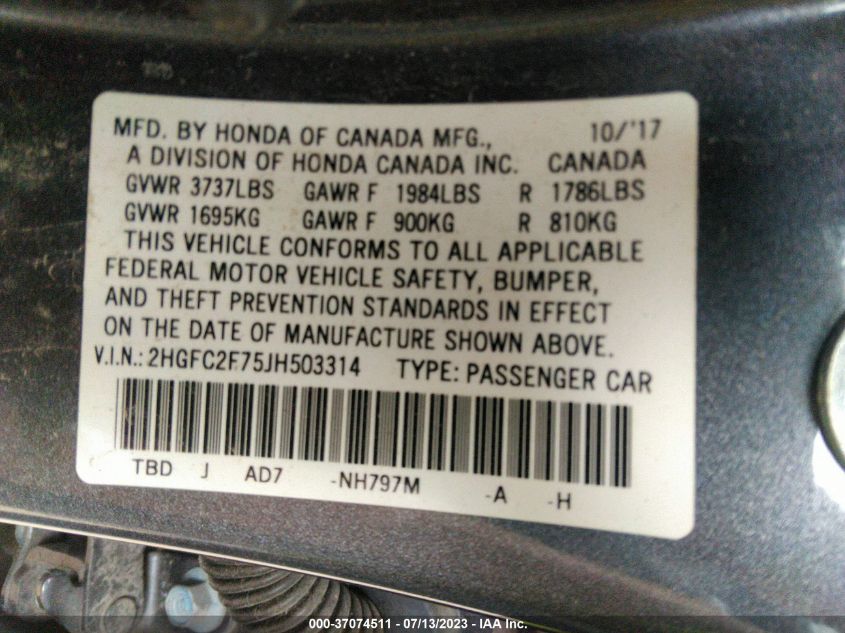 MFD. BY HONDA OF CANADA MFG., 10/'17
A DIVISION OF HONDA CANADA INC. CANADA
GVWR 3737LBS GAWR F 1984LBS R 1786LBS
GVWR 1695KG GAWR F 900KG R 810KG
THIS VEHICLE CONFORMS TO ALL APPLICABLE
FEDERAL MOTOR VEHICLE SAFETY, BUMPER,
AND THEFT PREVENTION STANDARDS IN EFFECT
ON THE DATE OF MANUFACTURE SHOWN ABOVE.
V.I.N.: 2HGFC2F75JH503314 TYPE: PASSENGER CAR
TBD J AD7 -NH797M -A -H
000-37074511 - 07/13/2023 - IAA Inc.